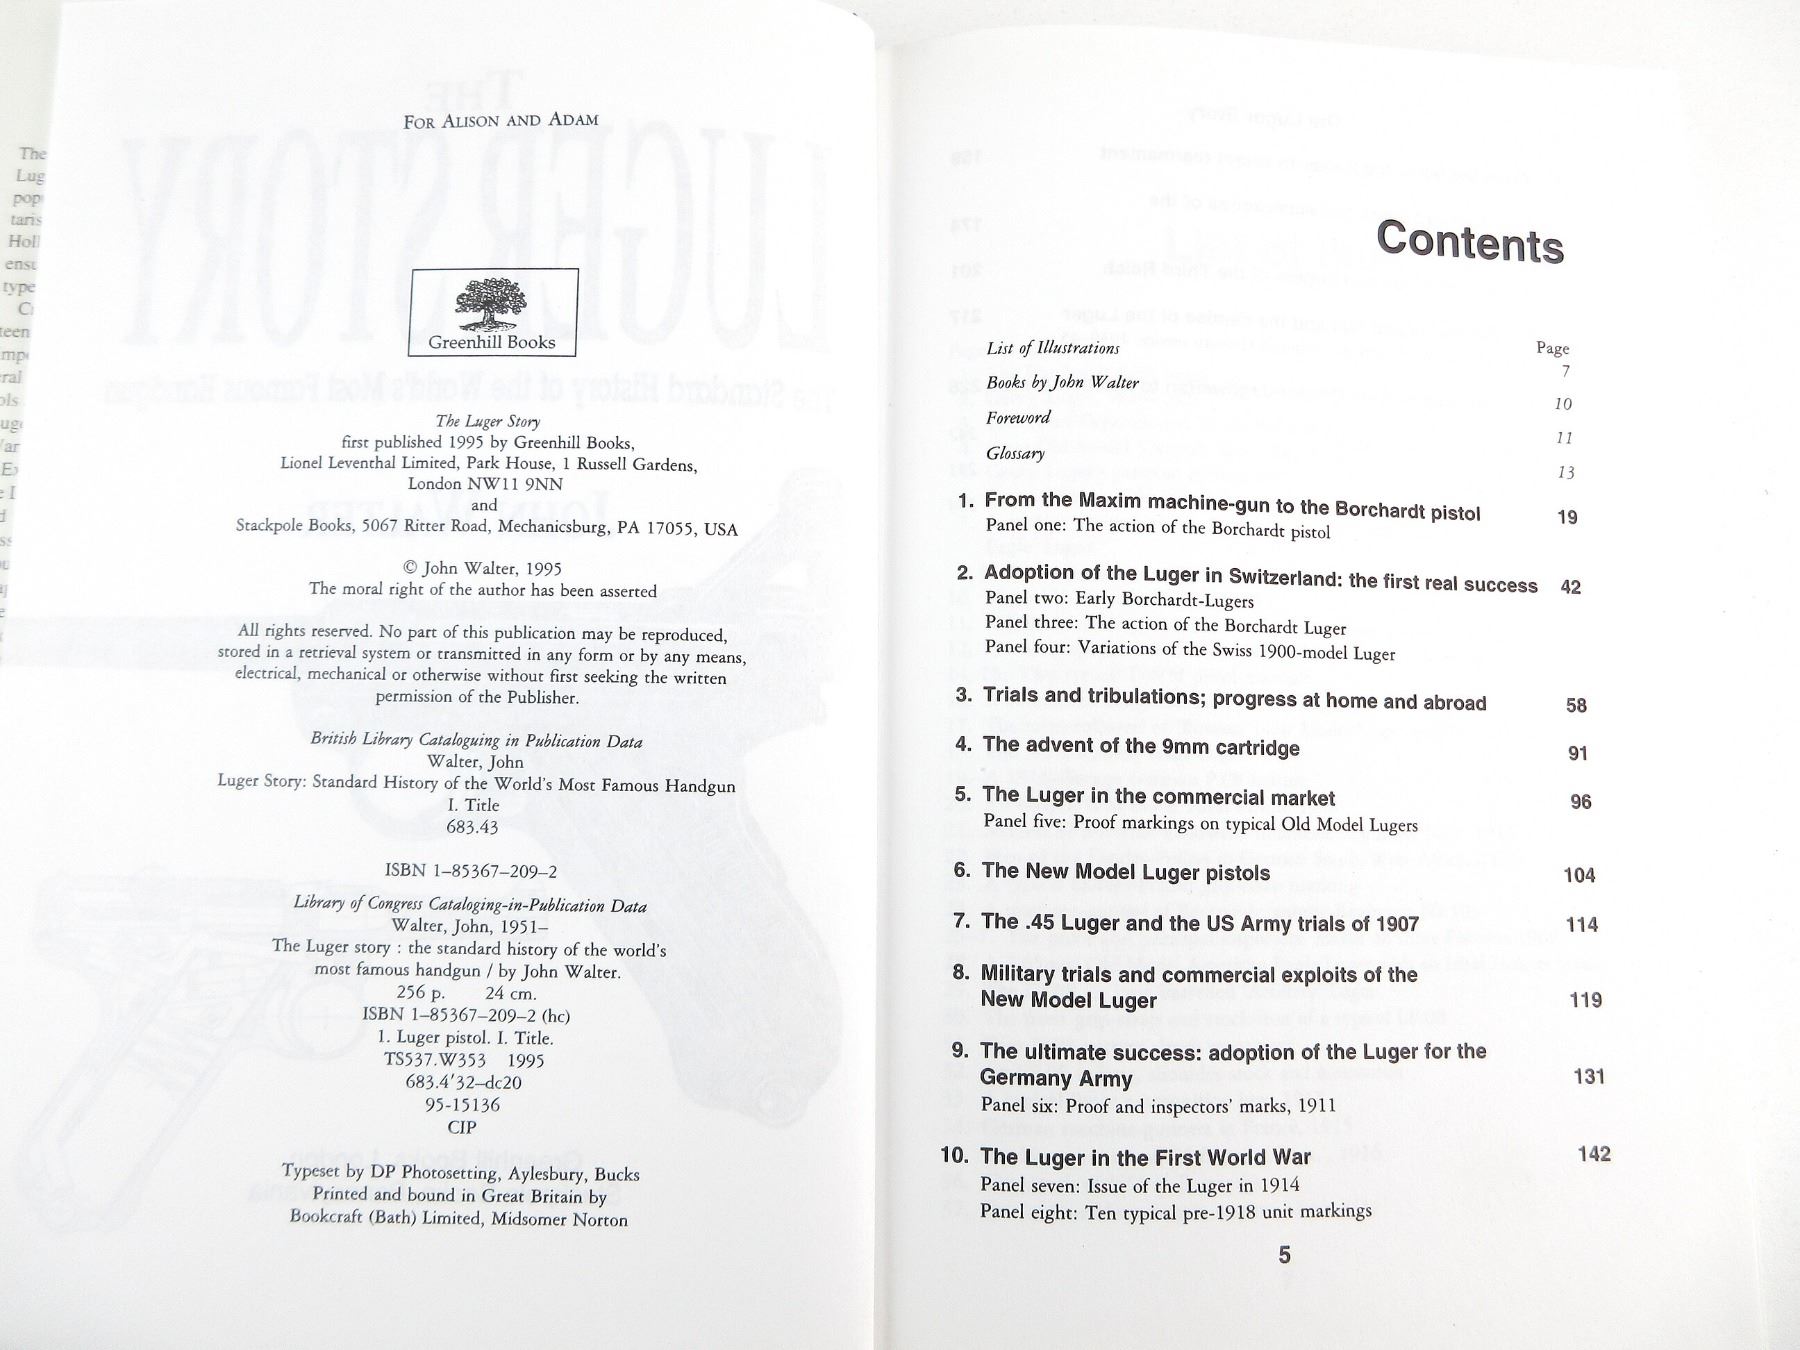 FOR ALISON AND ADAM
Greenhill Books
The Luger Story
first published 1995 by Greenhill Books,
Lionel Leventhal Limited, Park House, 1 Russell Gardens,
London NW11 9NN
and
Stackpole Books, 5067 Ritter Road, Mechanicsburg, PA 17055, USA
© John Walter, 1995
The moral right of the author has been asserted
All rights reserved. No part of this publication may be reproduced,
stored in a retrieval system or transmitted in any form or by any means,
electrical, mechanical or otherwise without first seeking the written
permission of the Publisher.
British Library Cataloguing in Publication Data
Walter, John
Luger Story: Standard History of the World's Most Famous Handgun
I. Title
683.43
ISBN 1–85367–209–2
Library of Congress Cataloging-in-Publication Data
Walter, John, 1951–
The Luger story : the standard history of the world's
most famous handgun / by John Walter.
256 p. 24 cm.
ISBN 1–85367–209–2 (hc)
1. Luger pistol. I. Title.
TS537.W353 1995
683.4'32–dc20
95-15136
CIP
Typeset by DP Photosetting, Aylesbury, Bucks
Printed and bound in Great Britain by
Bookcraft (Bath) Limited, Midsomer Norton
Contents
Page
List of Illustrations 7
Books by John Walter 10
Foreword 11
Glossary 13
1. From the Maxim machine-gun to the Borchardt pistol 19
Panel one: The action of the Borchardt pistol
2. Adoption of the Luger in Switzerland: the first real success 42
Panel two: Early Borchardt-Lugers
Panel three: The action of the Borchardt Luger
Panel four: Variations of the Swiss 1900-model Luger
3. Trials and tribulations; progress at home and abroad 58
4. The advent of the 9mm cartridge 91
5. The Luger in the commercial market 96
Panel five: Proof markings on typical Old Model Lugers
6. The New Model Luger pistols 104
7. The .45 Luger and the US Army trials of 1907 114
8. Military trials and commercial exploits of the
New Model Luger 119
9. The ultimate success: adoption of the Luger for the
Germany Army 131
Panel six: Proof and inspectors' marks, 1911
10. The Luger in the First World War 142
Panel seven: Issue of the Luger in 1914
Panel eight: Ten typical pre-1918 unit markings
5